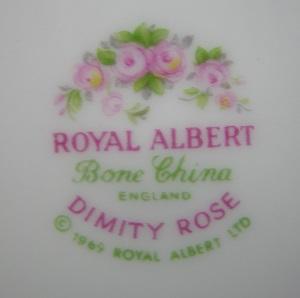 ROYAL ALBERT
Bone China
ENGLAND
DIMITY ROSE
© 1969 ROYAL ALBERT LTD